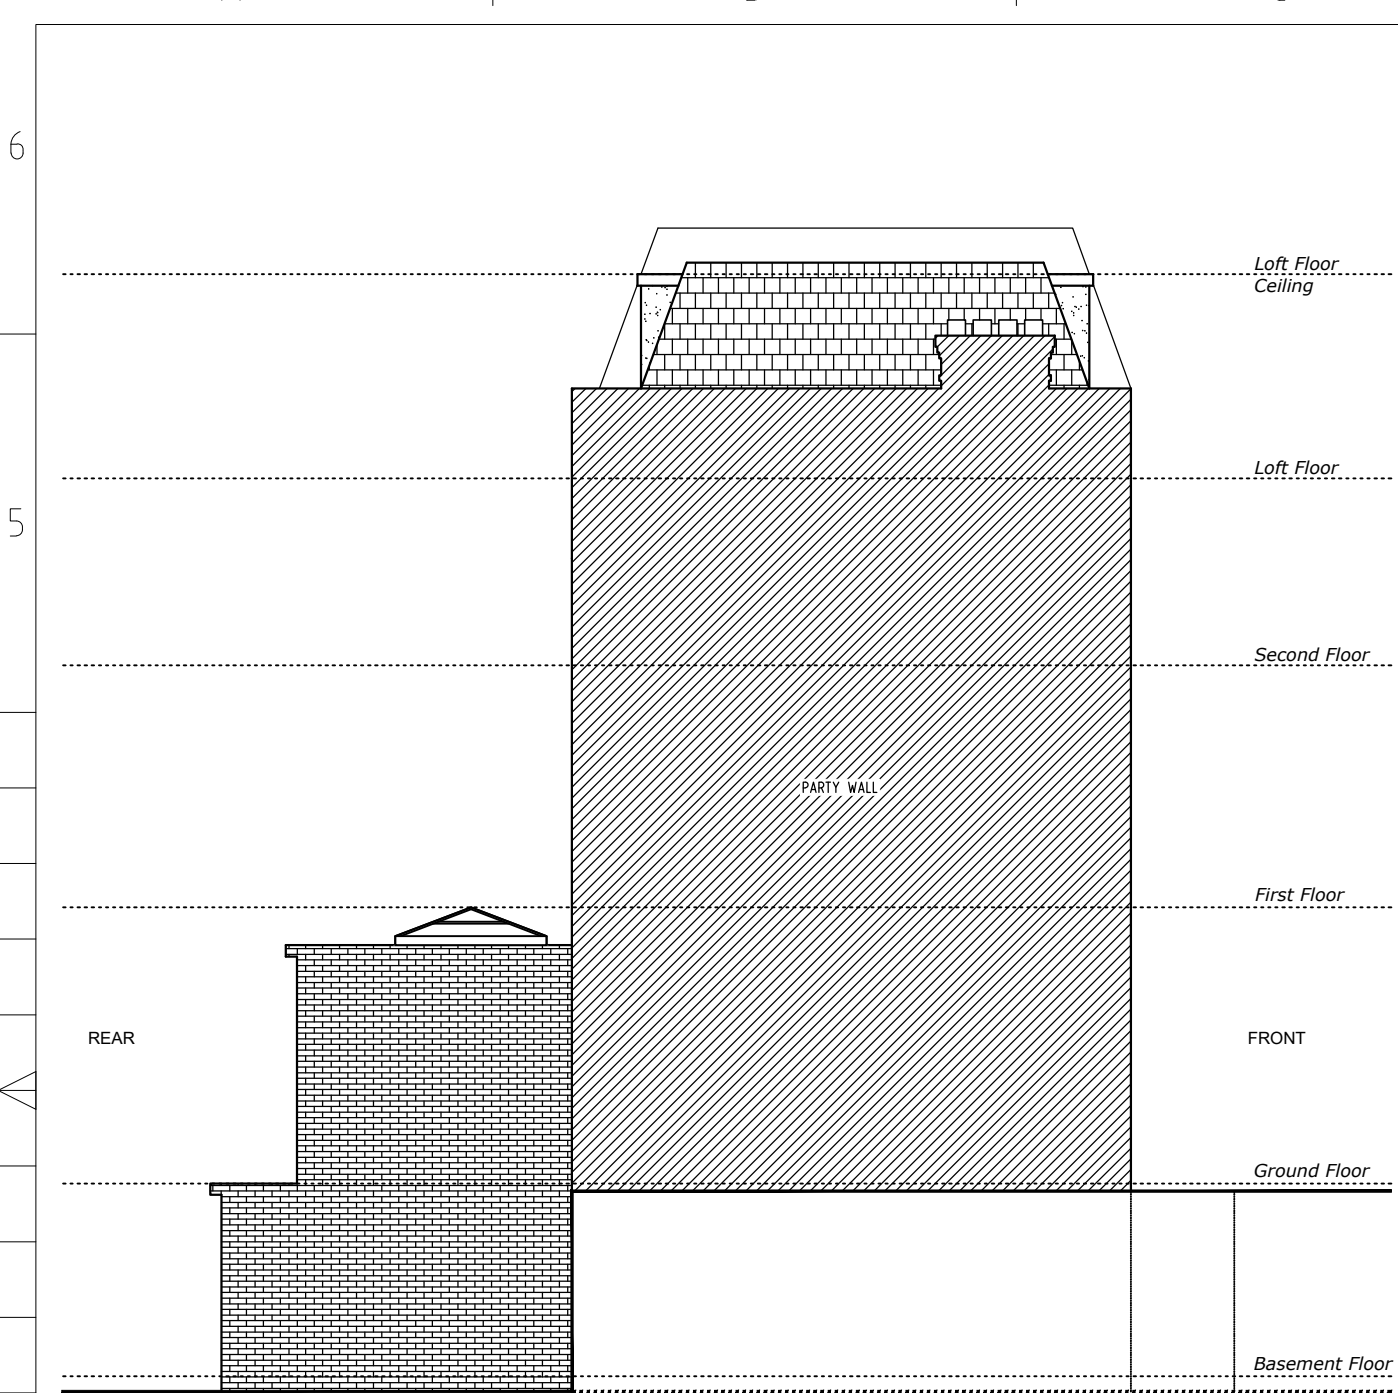 6
Loft Floor
Ceiling
Loft Floor
5
Second Floor
PARTY WALL
First Floor
REAR
FRONT
Ground Floor
Basement Floor